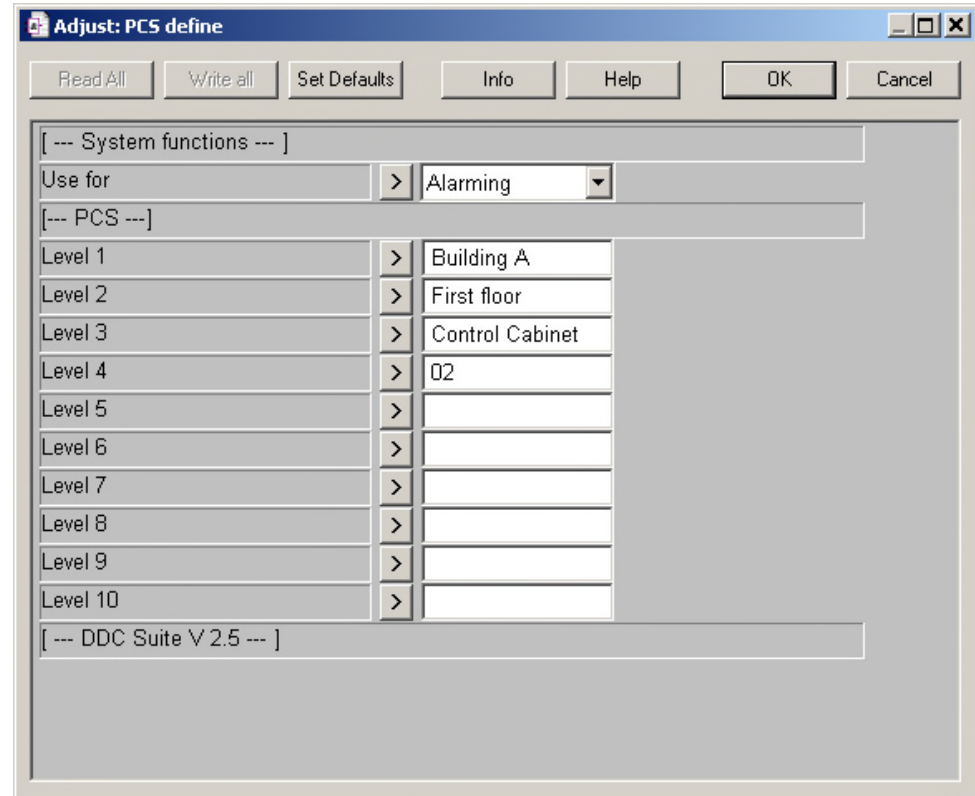 Adjust: PCS define
Read All Write all Set Defaults Info Help OK Cancel
[ --- System functions --- ]
Use for > Alarming
[--- PCS ---]
Level 1 > Building A
Level 2 > First floor
Level 3 > Control Cabinet
Level 4 > 02
Level 5 >
Level 6 >
Level 7 >
Level 8 >
Level 9 >
Level 10 >
[ --- DDC Suite V 2.5 --- ]